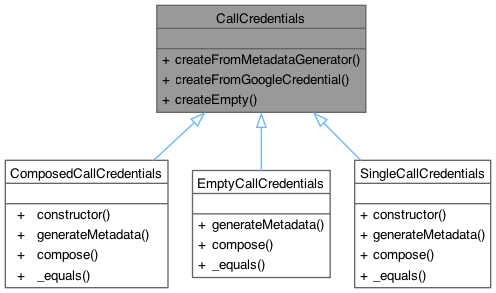 CallCredentials
+ createFromMetadataGenerator()
+ createFromGoogleCredential()
+ createEmpty()
ComposedCallCredentials
+ constructor()
+ generateMetadata()
+ compose()
+ _equals()
EmptyCallCredentials
+ generateMetadata()
+ compose()
+ _equals()
SingleCallCredentials
+ constructor()
+ generateMetadata()
+ compose()
+ _equals()